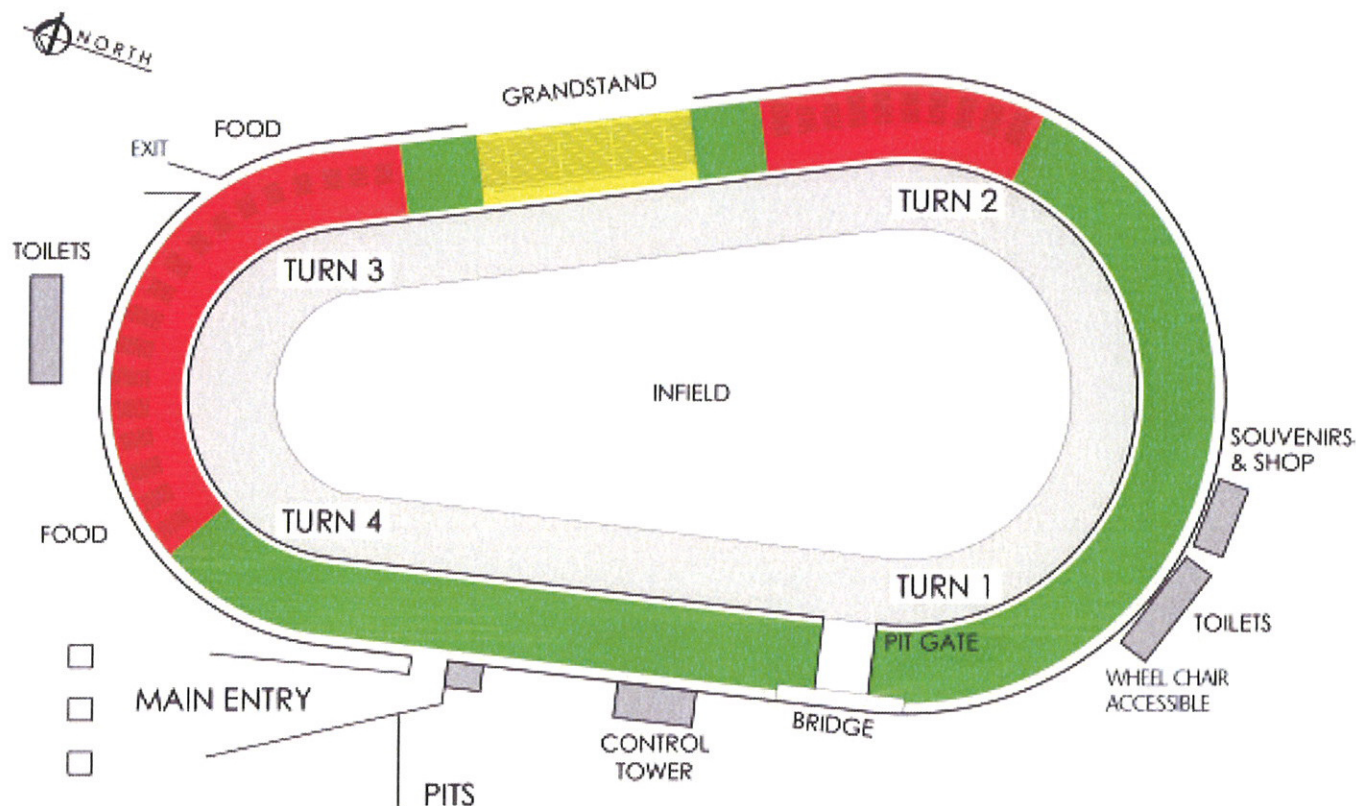 NORTH
GRANDSTAND
FOOD
EXIT
TURN 2
TOILETS
TURN 3
INFIELD
SOUVENIRS
& SHOP
TURN 4
FOOD
TURN 1
TOILETS
PIT GATE
WHEEL CHAIR
ACCESSIBLE
MAIN ENTRY
BRIDGE
CONTROL
TOWER
PITS